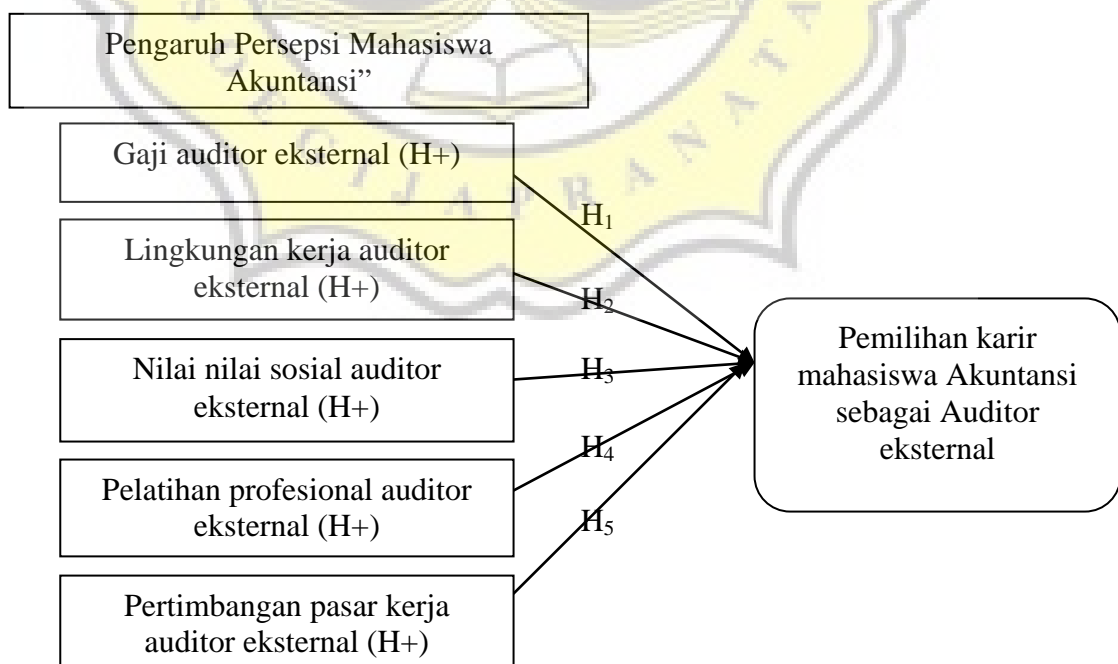 Pengaruh Persepsi Mahasiswa
Akuntansi”
Gaji auditor eksternal (H+)
Lingkungan kerja auditor
eksternal (H+)
Nilai nilai sosial auditor
eksternal (H+)
Pelatihan profesional auditor
eksternal (H+)
Pertimbangan pasar kerja
auditor eksternal (H+)
H₁
H₂
H₃
H₄
H₅
Pemilihan karir
mahasiswa Akuntansi
sebagai Auditor
eksternal
EGIJAPRANATA